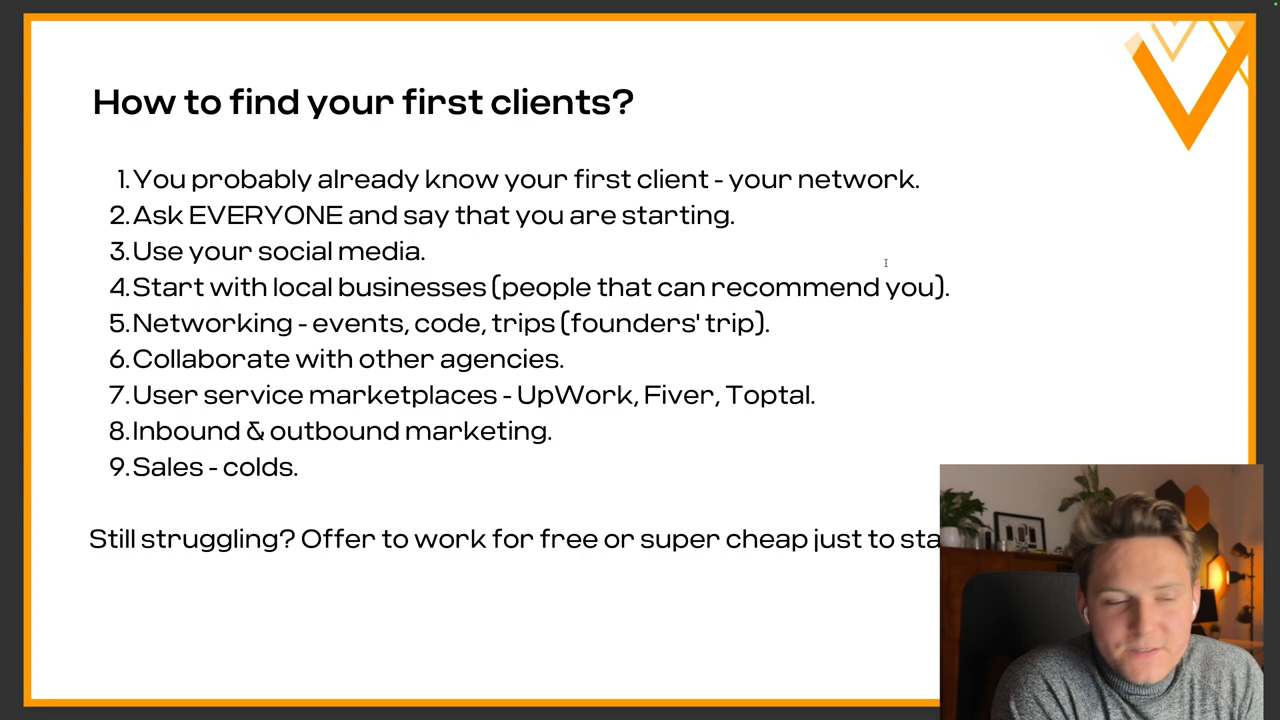 How to find your first clients?
1. You probably already know your first client - your network.
2. Ask EVERYONE and say that you are starting.
3. Use your social media.
4. Start with local businesses (people that can recommend you).
5. Networking - events, code, trips (founders' trip).
6. Collaborate with other agencies.
7. User service marketplaces - UpWork, Fiver, Toptal.
8. Inbound & outbound marketing.
9. Sales - colds.
Still struggling? Offer to work for free or super cheap just to